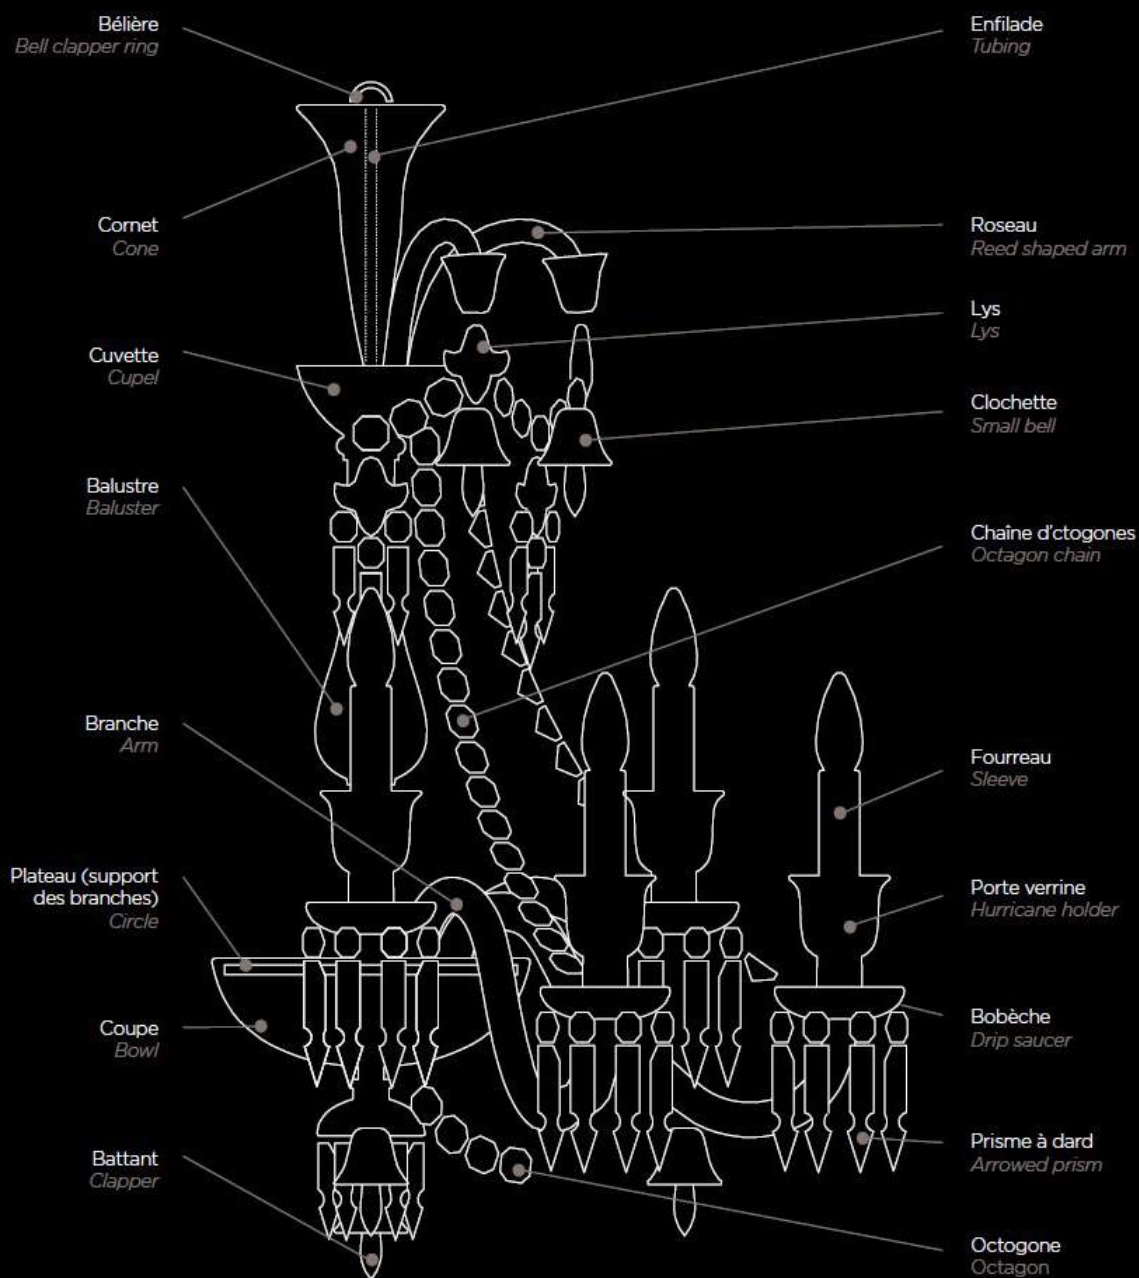 Bélière
Bell clapper ring
Cornet
Cone
Cuvette
Cupel
Balustre
Baluster
Branche
Arm
Plateau (support
des branches)
Circle
Coupe
Bowl
Battant
Clapper
Enfilade
Tubing
Roseau
Reed shaped arm
Lys
Lys
Clochette
Small bell
Chaîne d'ctogones
Octagon chain
Fourreau
Sleeve
Porte verrine
Hurricane holder
Bobèche
Drip saucer
Prisme à dard
Arrowed prism
Octogone
Octagon